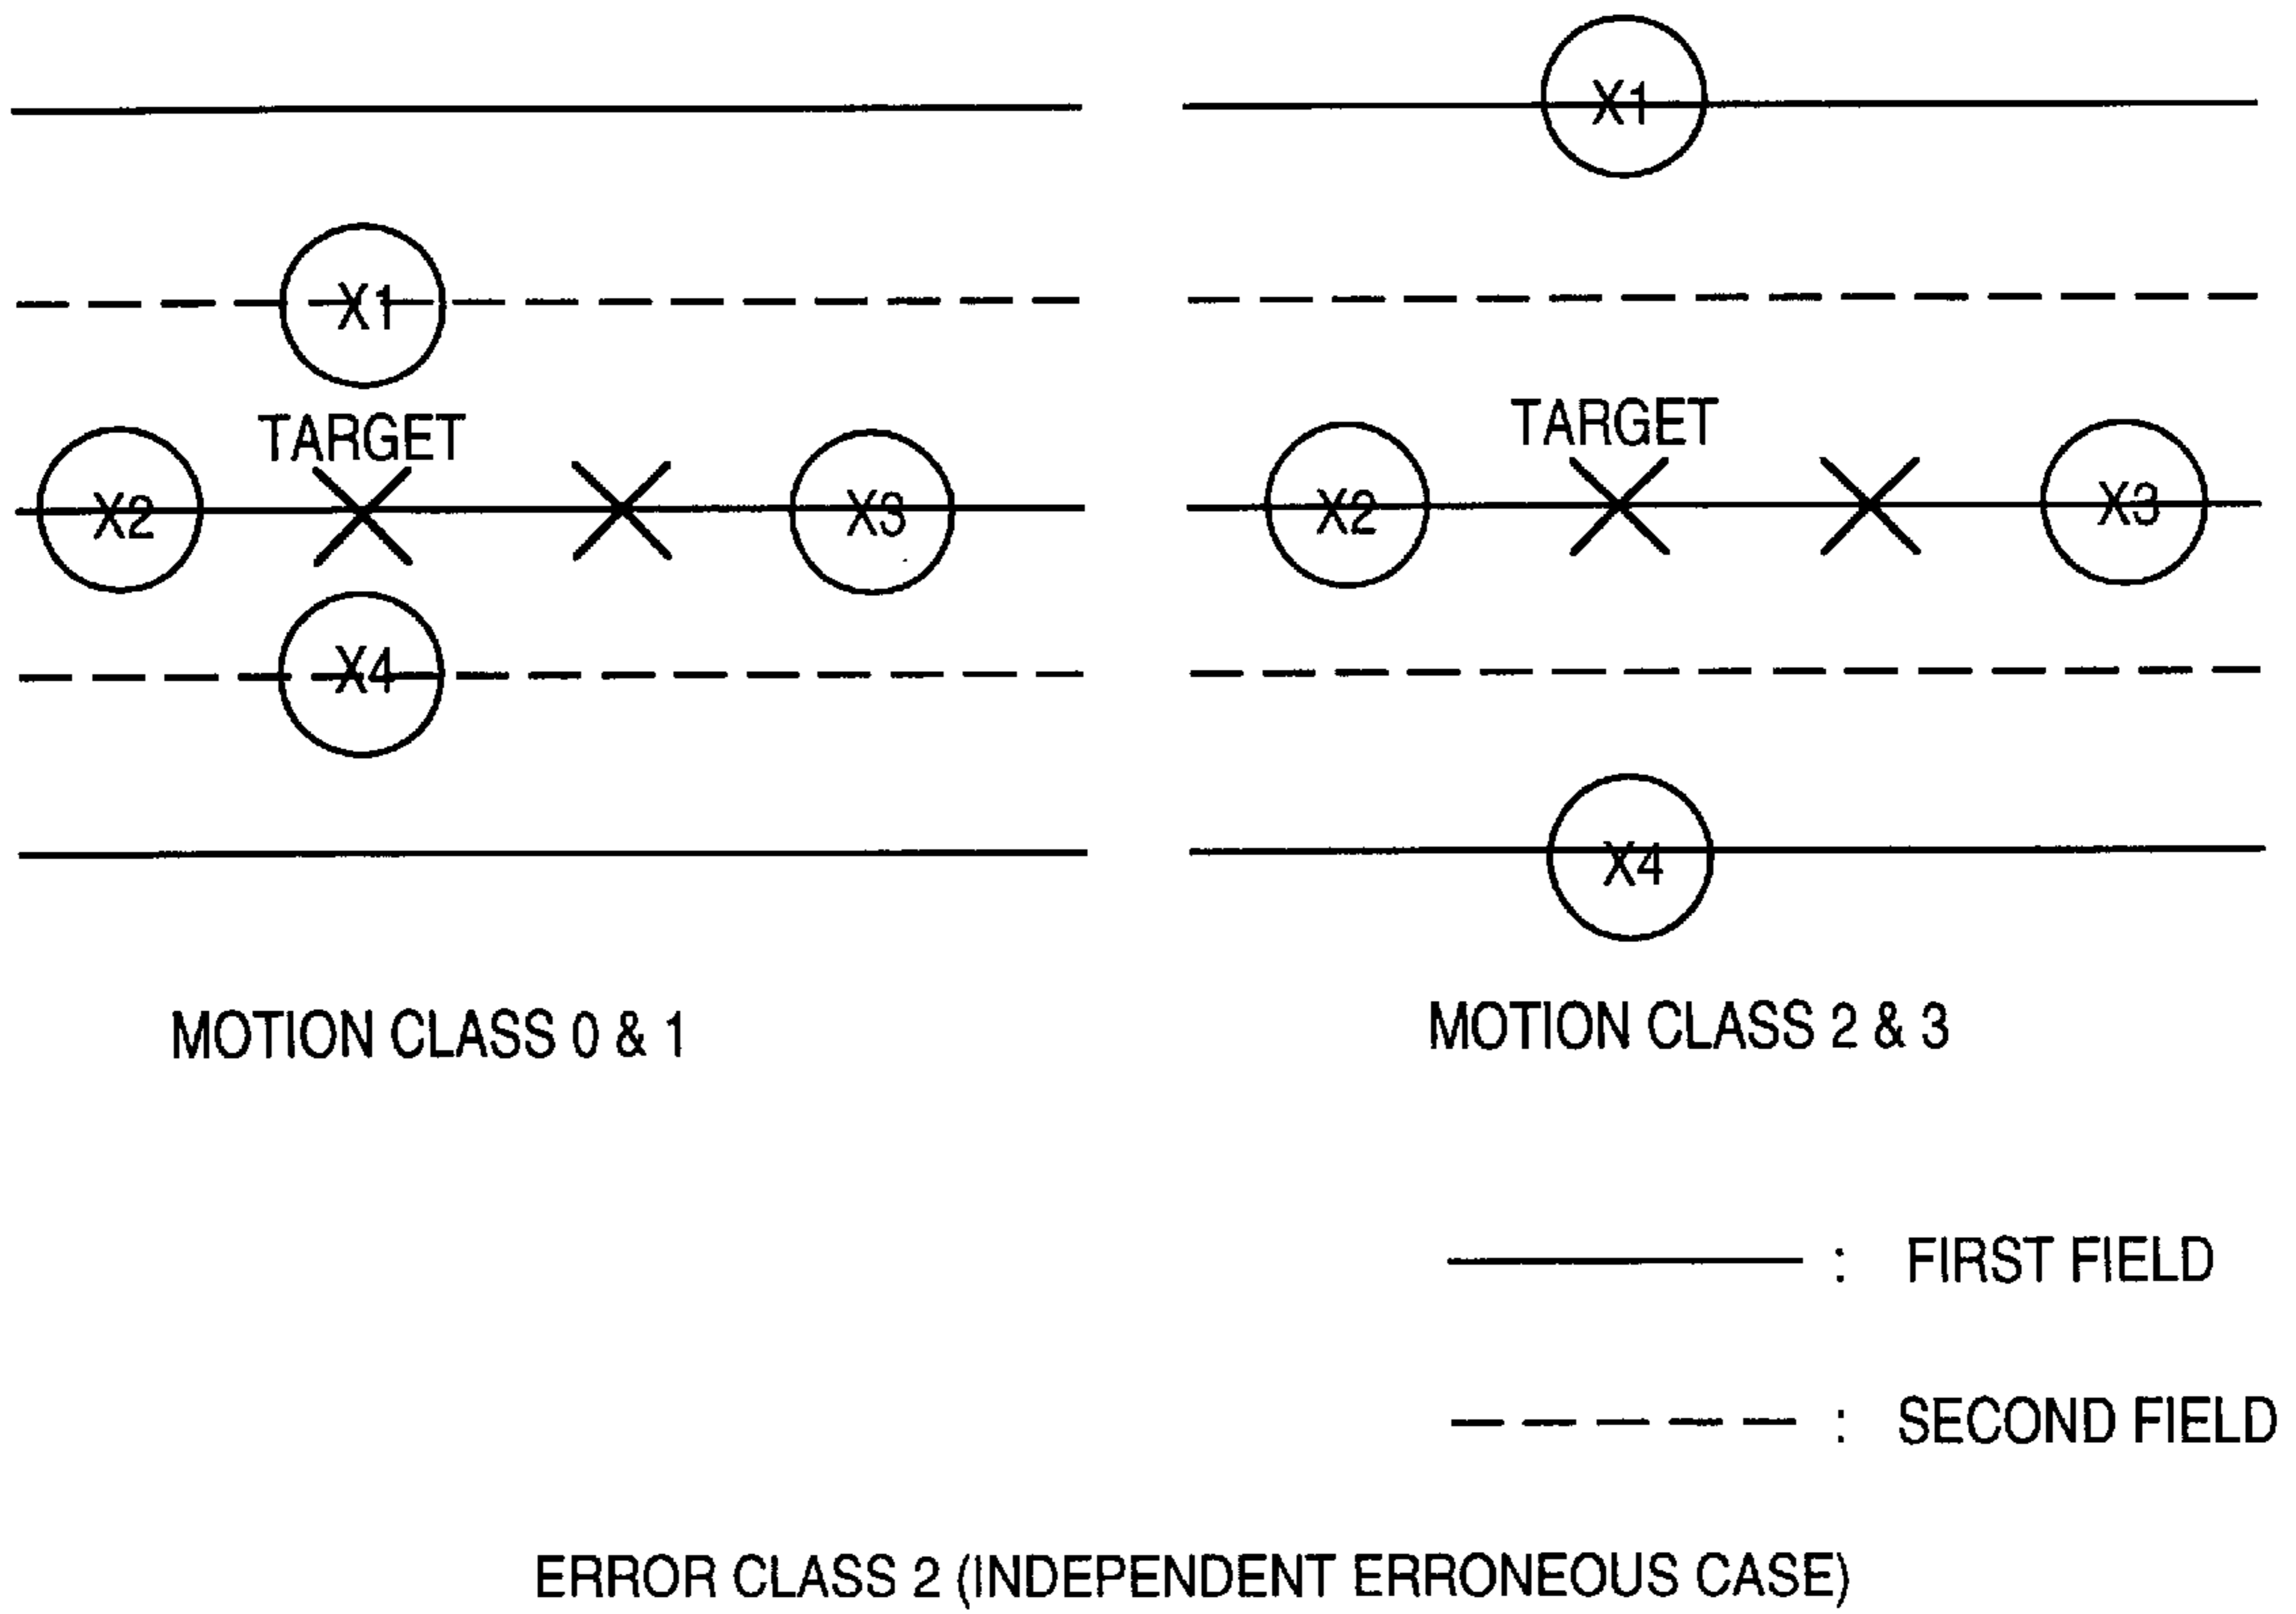 X1
X1
TARGET
X2
X3
TARGET
X2
X3
X4
X4
MOTION CLASS 0 & 1
MOTION CLASS 2 & 3
: FIRST FIELD
: SECOND FIELD
ERROR CLASS 2 (INDEPENDENT ERRONEOUS CASE)